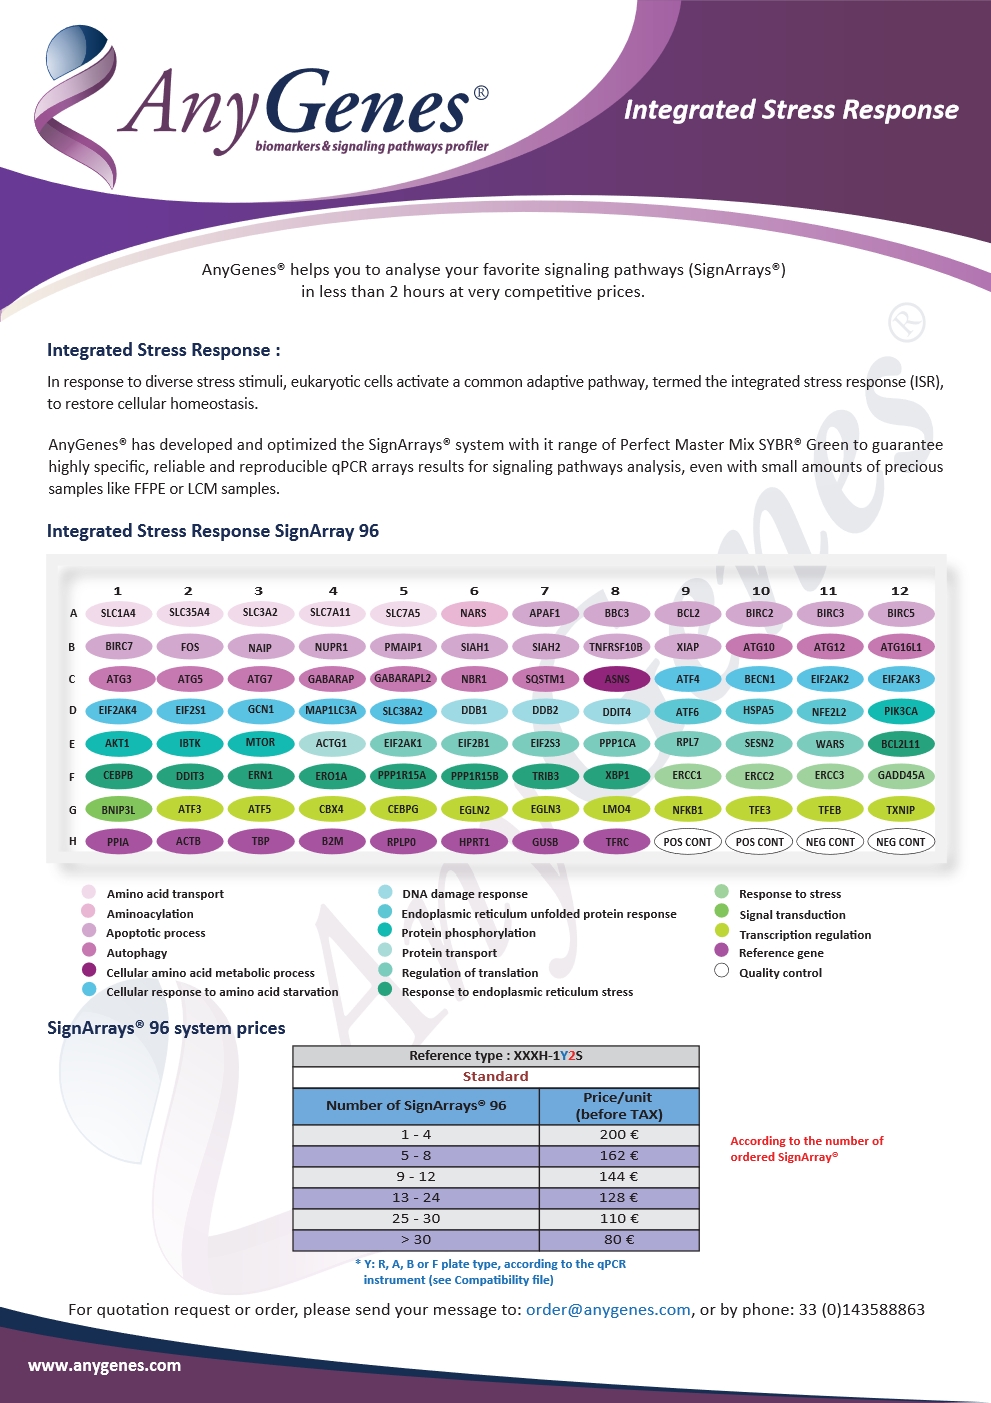 AnyGenes®
biomarkers & signaling pathways profiler
Integrated Stress Response
AnyGenes® helps you to analyse your favorite signaling pathways (SignArrays®)
in less than 2 hours at very competitive prices.
Integrated Stress Response :
In response to diverse stress stimuli, eukaryotic cells activate a common adaptive pathway, termed the integrated stress response (ISR),
to restore cellular homeostasis.
AnyGenes® has developed and optimized the SignArrays® system with it range of Perfect Master Mix SYBR® Green to guarantee
highly specific, reliable and reproducible qPCR arrays results for signaling pathways analysis, even with small amounts of precious
samples like FFPE or LCM samples.
Integrated Stress Response SignArray 96
1 2 3 4 5 6 7 8 9 10 11 12
A SLC1A4 SLC35A4 SLC3A2 SLC7A11 SLC7A5 NARS APAF1 BBC3 BCL2 BIRC2 BIRC3 BIRC5
B BIRC7 FOS NAIP NUPR1 PMAIP1 SIAH1 SIAH2 TNFRSF10B XIAP ATG10 ATG12 ATG16L1
C ATG3 ATG5 ATG7 GABARAP GABARAPL2 NBR1 SQSTM1 ASNS ATF4 BECN1 EIF2AK2 EIF2AK3
D EIF2AK4 EIF2S1 GCN1 MAP1LC3A SLC38A2 DDB1 DDB2 DDIT4 ATF6 HSPA5 NFE2L2 PIK3CA
E AKT1 IBTK MTOR ACTG1 EIF2AK1 EIF2B1 EIF2S3 PPP1CA RPL7 SESN2 WARS BCL2L11
F CEBPB DDIT3 ERN1 ERO1A PPP1R15A PPP1R15B TRIB3 XBP1 ERCC1 ERCC2 ERCC3 GADD45A
G BNIP3L ATF3 ATF5 CBX4 CEBPG EGLN2 EGLN3 LMO4 NFKB1 TFE3 TFEB TXNIP
H PPIA ACTB TBP B2M RPLP0 HPRT1 GUSB TFRC POS CONT POS CONT NEG CONT NEG CONT
Amino acid transport
Aminoacylation
Apoptotic process
Autophagy
Cellular amino acid metabolic process
Cellular response to amino acid starvation
DNA damage response
Endoplasmic reticulum unfolded protein response
Protein phosphorylation
Protein transport
Regulation of translation
Response to endoplasmic reticulum stress
Response to stress
Signal transduction
Transcription regulation
Reference gene
Quality control
SignArrays® 96 system prices
Reference type : XXXH-1Y2S
Standard
Number of SignArrays® 96 Price/unit
(before TAX)
1 - 4 200 €
5 - 8 162 €
9 - 12 144 €
13 - 24 128 €
25 - 30 110 €
> 30 80 €
According to the number of
ordered SignArray®
* Y: R, A, B or F plate type, according to the qPCR
instrument (see Compatibility file)
For quotation request or order, please send your message to: order@anygenes.com, or by phone: 33 (0)143588863
www.anygenes.com
AnyGenes®